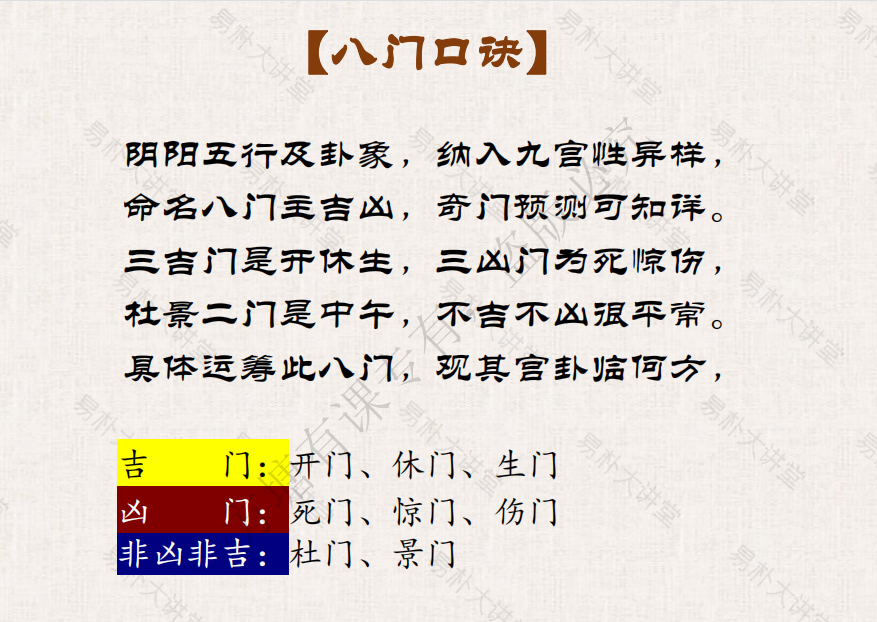 【八门口诀】
阴阳五行及卦象，纳入九宫性异样，
命名八门主吉凶，奇门预测可知详。
三吉门是开休生，三凶门为死惊伤，
杜景二门是中午，不吉不凶很平常。
具体运筹此八门，观其宫卦临何方，
吉　　门：开门、休门、生门
凶　　门：死门、惊门、伤门
非凶非吉：杜门、景门
易朴大讲堂